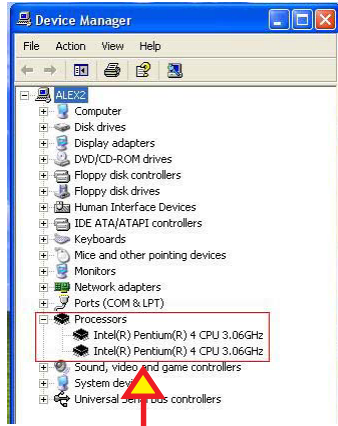 Device Manager
File Action View Help
ALEX2
Computer
Disk drives
Display adapters
DVD/CD-ROM drives
Floppy disk controllers
Floppy disk drives
Human Interface Devices
IDE ATA/ATAPI controllers
Keyboards
Mice and other pointing devices
Monitors
Network adapters
Ports (COM & LPT)
Processors
Intel(R) Pentium(R) 4 CPU 3.06GHz
Intel(R) Pentium(R) 4 CPU 3.06GHz
Sound, video and game controllers
System devices
Universal Serial Bus controllers